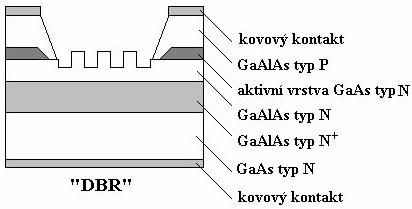 kovový kontakt
GaAlAs typ P
aktivní vrstva GaAs typ N
GaAlAs typ N
GaAlAs typ N+
GaAs typ N
kovový kontakt
"DBR"